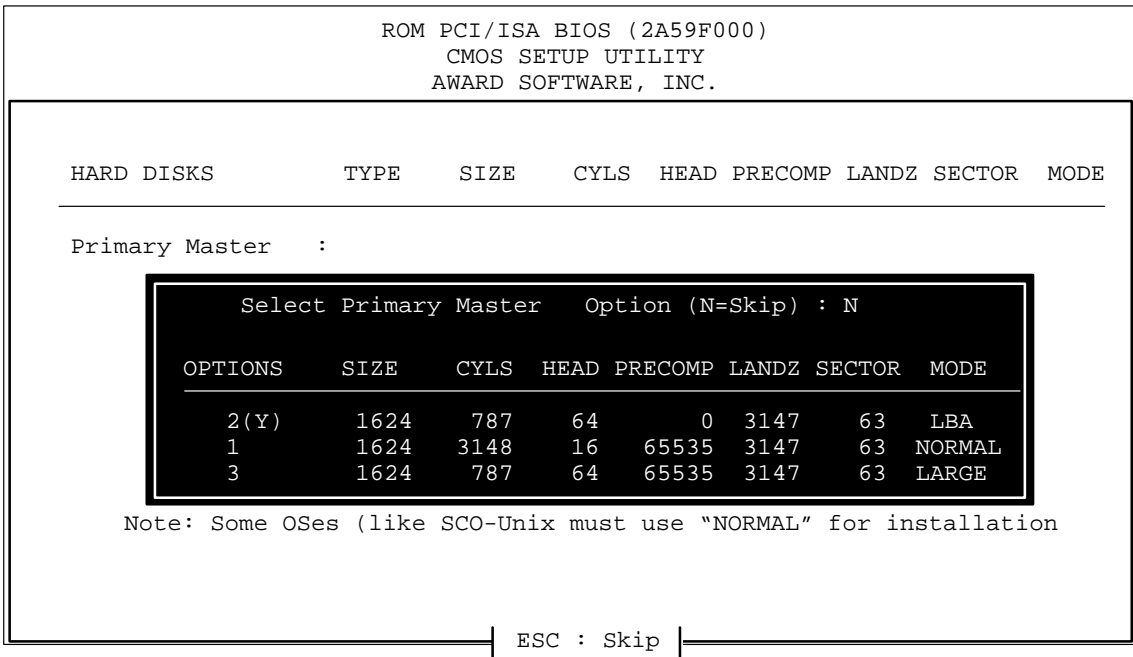 ROM PCI/ISA BIOS (2A59F000)
CMOS SETUP UTILITY
AWARD SOFTWARE, INC.
HARD DISKS TYPE SIZE CYLS HEAD PRECOMP LANDZ SECTOR MODE
Primary Master :
Select Primary Master Option (N=Skip) : N
OPTIONS SIZE CYLS HEAD PRECOMP LANDZ SECTOR MODE
2(Y) 1624 787 64 0 3147 63 LBA
1 1624 3148 16 65535 3147 63 NORMAL
3 1624 787 64 65535 3147 63 LARGE
Note: Some OSes (like SCO-Unix must use “NORMAL” for installation
ESC : Skip